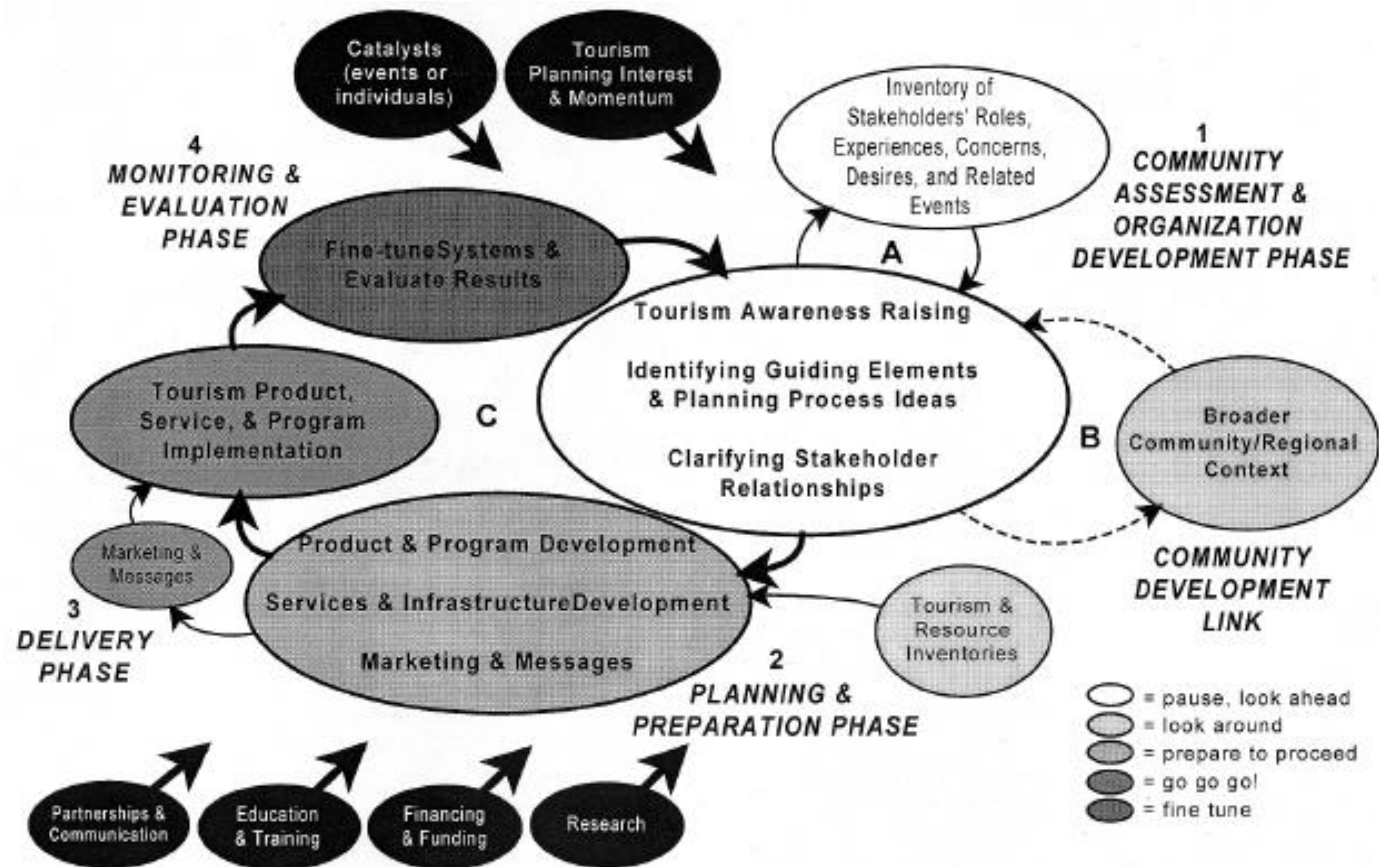 Catalysts
(events or
individuals)
Tourism
Planning Interest
& Momentum
Inventory of
Stakeholders' Roles,
Experiences, Concerns,
Desires, and Related
Events
1
COMMUNITY
ASSESSMENT &
ORGANIZATION
DEVELOPMENT PHASE
4
MONITORING &
EVALUATION
PHASE
Fine-tuneSystems &
Evaluate Results
A
Tourism Awareness Raising
Identifying Guiding Elements
& Planning Process Ideas
Clarifying Stakeholder
Relationships
Tourism Product,
Service, & Program
Implementation
C
B
Broader
Community/Regional
Context
COMMUNITY
DEVELOPMENT
LINK
Marketing &
Messages
3
DELIVERY
PHASE
Product & Program Development
Services & InfrastructureDevelopment
Marketing & Messages
Tourism &
Resource
Inventories
2
PLANNING &
PREPARATION PHASE
= pause, look ahead
= look around
= prepare to proceed
= go go go!
= fine tune
Partnerships &
Communication
Education
& Training
Financing
& Funding
Research